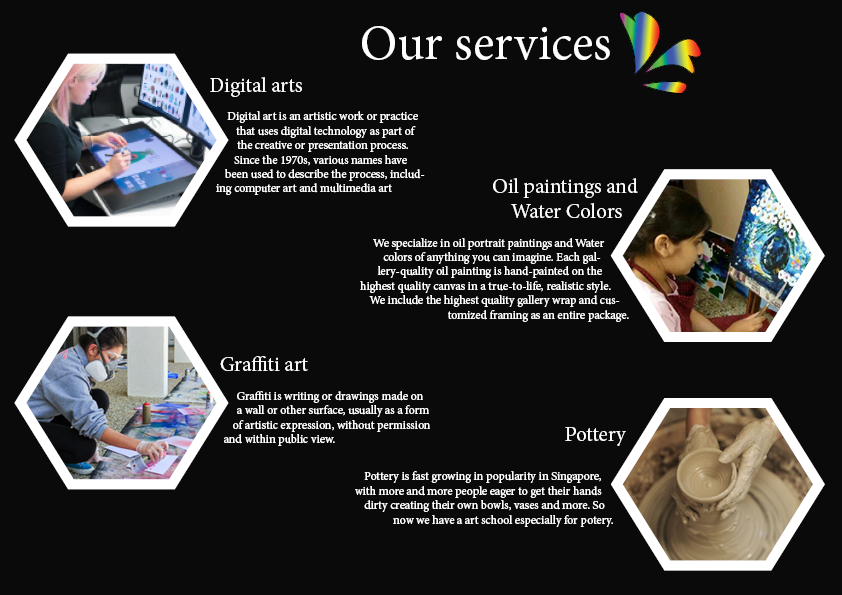 Our services
Digital arts
Digital art is an artistic work or practice
that uses digital technology as part of
the creative or presentation process.
Since the 1970s, various names have
been used to describe the process, includ-
ing computer art and multimedia art
Oil paintings and
Water Colors
We specialize in oil portrait paintings and Water
colors of anything you can imagine. Each gal-
lery-quality oil painting is hand-painted on the
highest quality canvas in a true-to-life, realistic style.
We include the highest quality gallery wrap and cus-
tomized framing as an entire package.
Graffiti art
Graffiti is writing or drawings made on
a wall or other surface, usually as a form
of artistic expression, without permission
and within public view.
Pottery
Pottery is fast growing in popularity in Singapore,
with more and more people eager to get their hands
dirty creating their own bowls, vases and more. So
now we have a art school especially for potery.